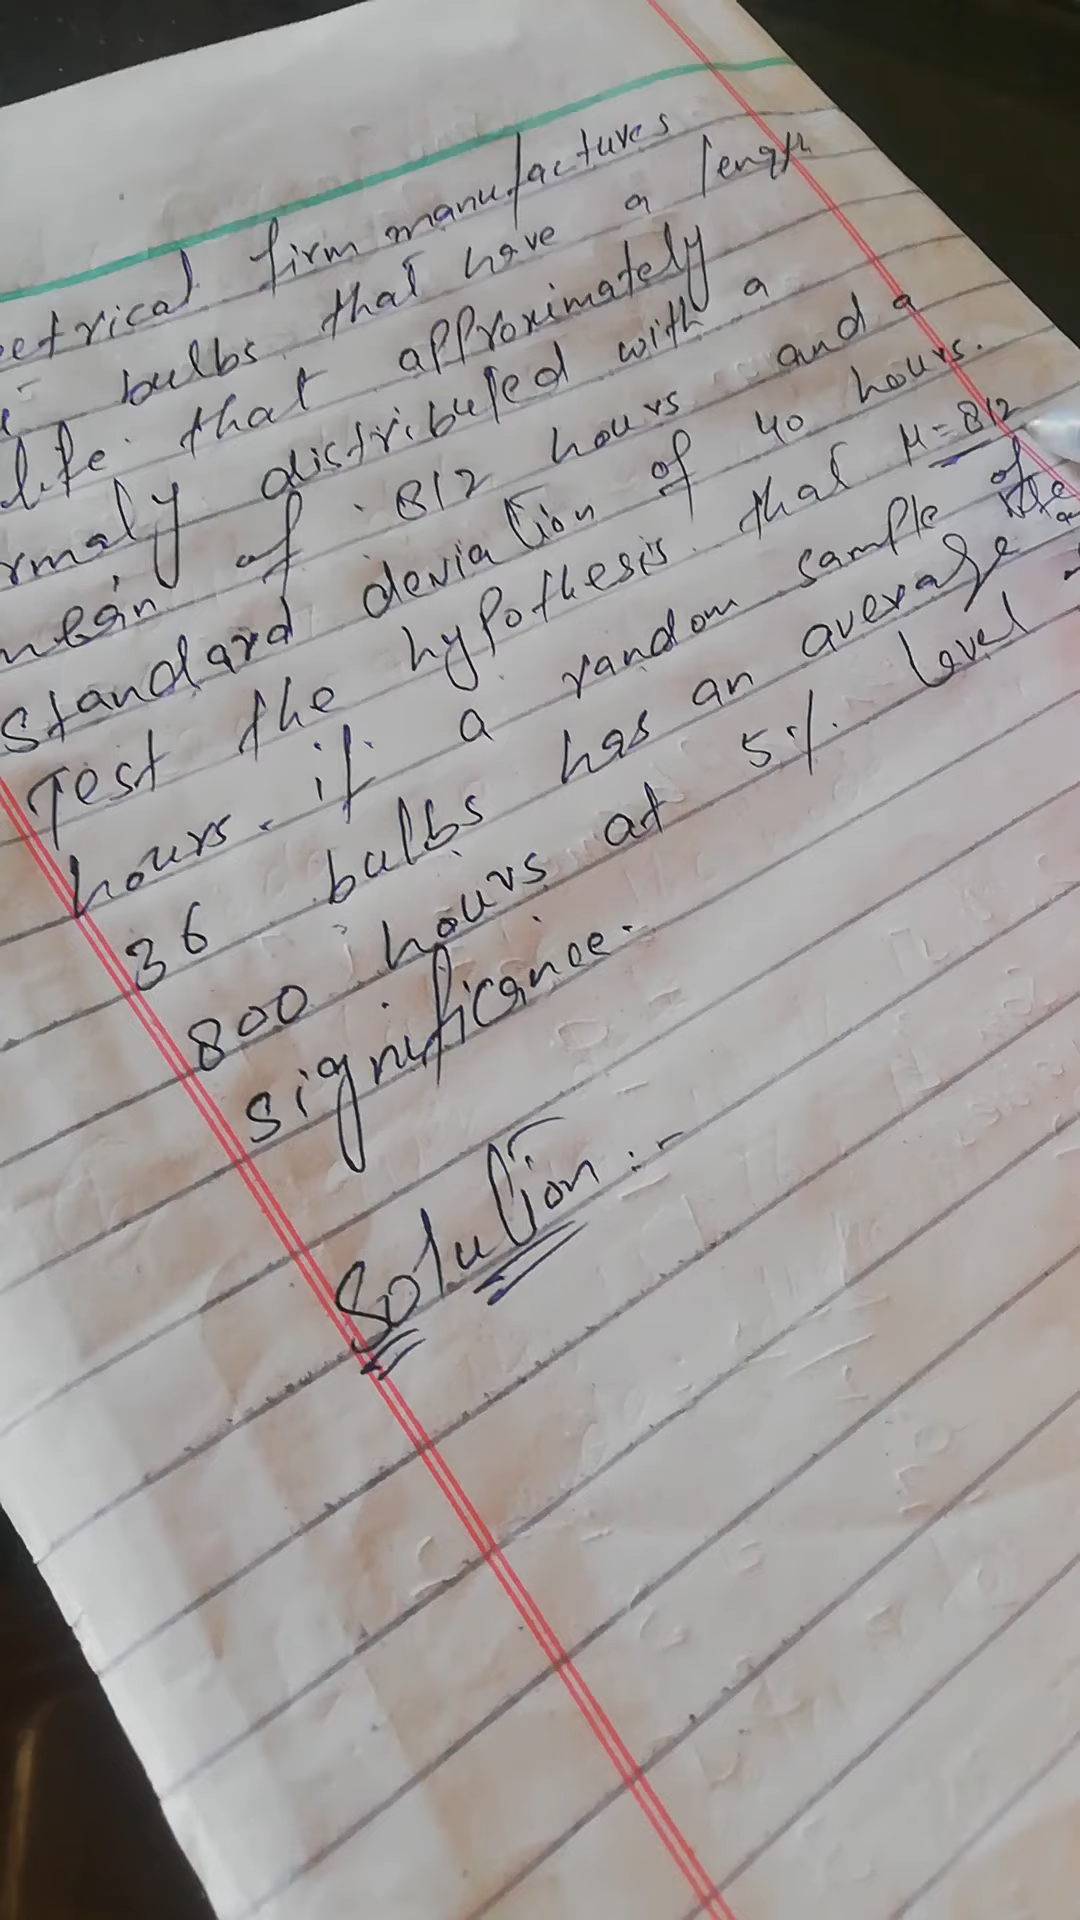 etrical firm manufactures
bulbs that have a length
life that approximately
rmaly distributed with a
mean of 812 hours and a
Standard deviation of 40 hours.
Test the hypothesis that μ=812
hours. if a random sample of
36 bulbs has an average
800 hours at 5% level
significance.
Solution :-